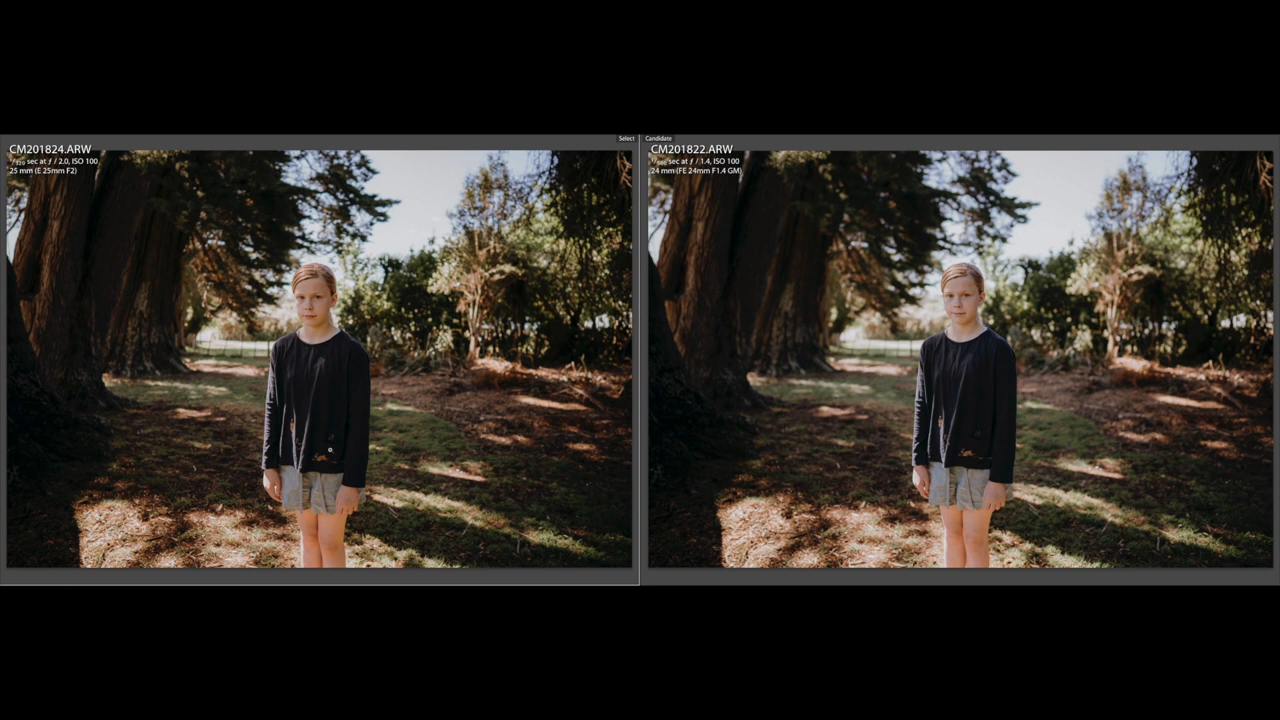 Select
Candidate
CM201824.ARW
sec at ƒ / 2.0, ISO 100
25 mm (E 25mm F2)
CM201822.ARW
sec at ƒ / 1.4, ISO 100
24 mm (FE 24mm F1.4 GM)